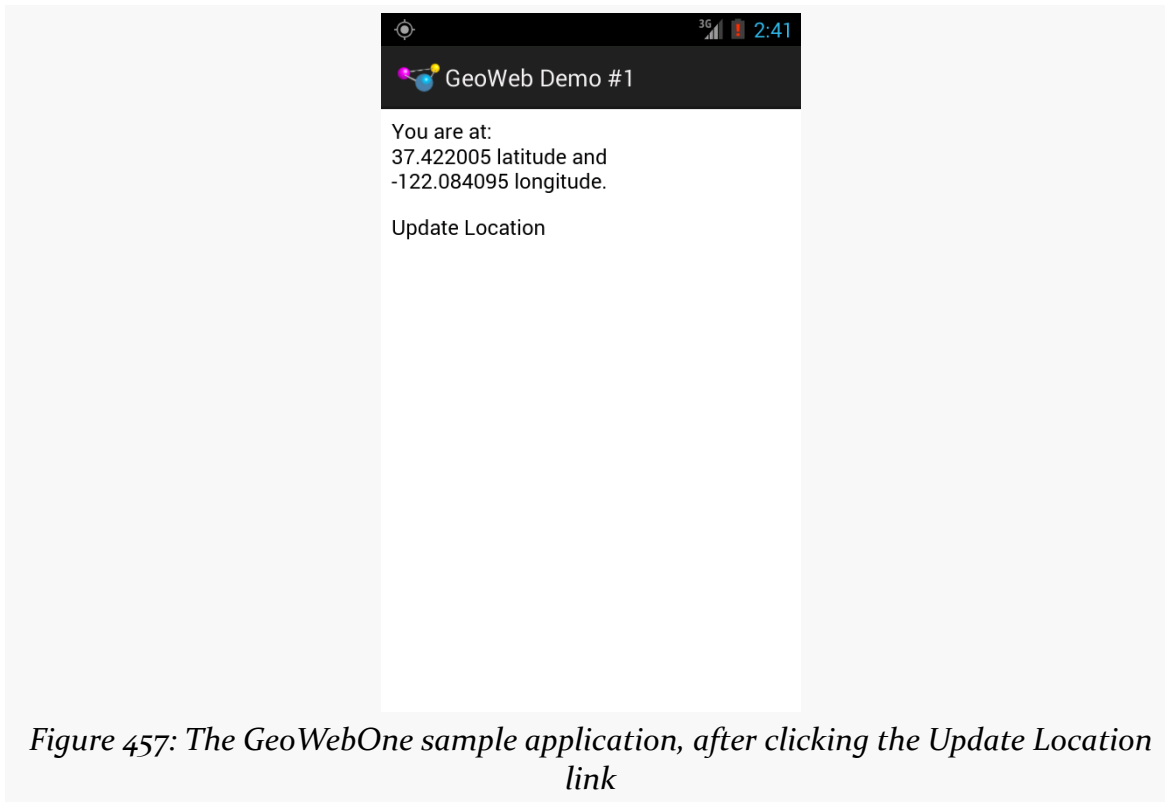 3G 2:41
GeoWeb Demo #1
You are at:
37.422005 latitude and
-122.084095 longitude.
Update Location
Figure 457: The GeoWebOne sample application, after clicking the Update Location
link